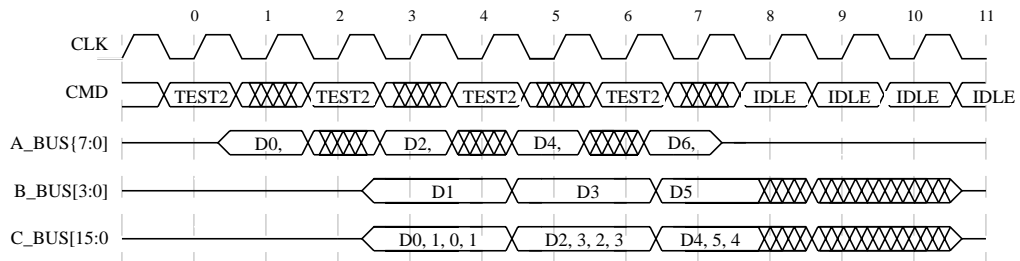 0 1 2 3 4 5 6 7 8 9 10 11
CLK
CMD TEST2 TEST2 TEST2 TEST2 IDLE IDLE IDLE IDLE
A_BUS{7:0] D0, D2, D4, D6,
B_BUS[3:0] D1 D3 D5
C_BUS[15:0 D0, 1, 0, 1 D2, 3, 2, 3 D4, 5, 4